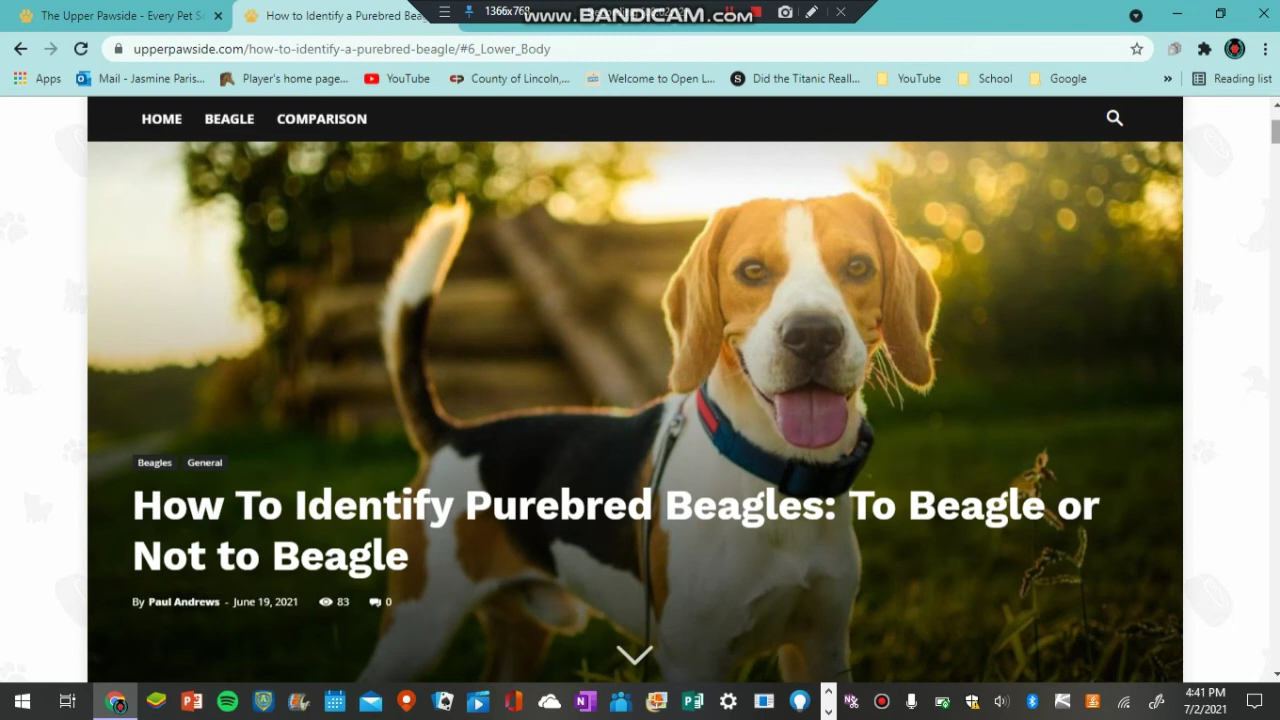 1366x768
www.BANDICAM.com
The Upper Pawside - Every Pet S
How to Identify a Purebred Bea
upperpawside.com/how-to-identify-a-purebred-beagle/#6_Lower_Body
Apps
Mail - Jasmine Paris...
Player's home page...
YouTube
County of Lincoln,...
Welcome to Open L...
Did the Titanic Reall...
YouTube
School
Google
»
Reading list
HOME BEAGLE COMPARISON
Beagles General
How To Identify Purebred Beagles: To Beagle or
Not to Beagle
By Paul Andrews - June 19, 2021 83 0
4:41 PM
7/2/2021